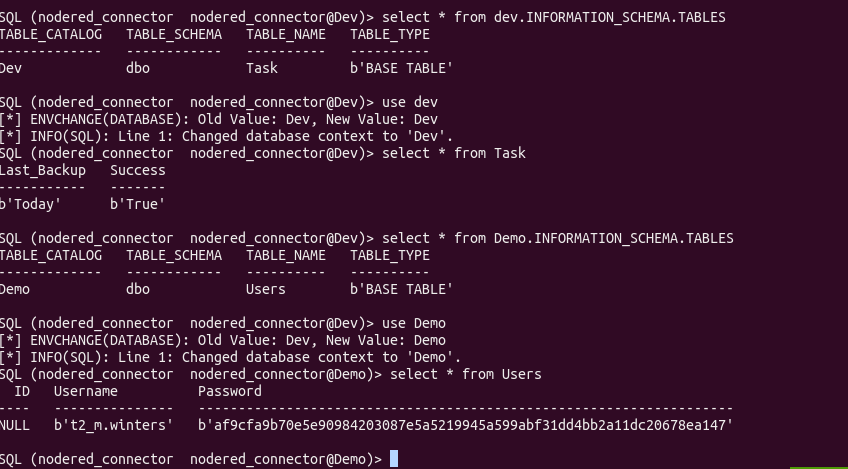 SQL (nodered_connector  nodered_connector@Dev)> select * from dev.INFORMATION_SCHEMA.TABLES
TABLE_CATALOG   TABLE_SCHEMA   TABLE_NAME   TABLE_TYPE
-------------   ------------   ----------   ----------
Dev             dbo            Task         b'BASE TABLE'
SQL (nodered_connector  nodered_connector@Dev)> use dev
[*] ENVCHANGE(DATABASE): Old Value: Dev, New Value: Dev
[*] INFO(SQL): Line 1: Changed database context to 'Dev'.
SQL (nodered_connector  nodered_connector@Dev)> select * from Task
Last_Backup   Success
-----------   -------
b'Today'      b'True'
SQL (nodered_connector  nodered_connector@Dev)> select * from Demo.INFORMATION_SCHEMA.TABLES
TABLE_CATALOG   TABLE_SCHEMA   TABLE_NAME   TABLE_TYPE
-------------   ------------   ----------   ----------
Demo            dbo            Users        b'BASE TABLE'
SQL (nodered_connector  nodered_connector@Dev)> use Demo
[*] ENVCHANGE(DATABASE): Old Value: Dev, New Value: Demo
[*] INFO(SQL): Line 1: Changed database context to 'Demo'.
SQL (nodered_connector  nodered_connector@Demo)> select * from Users
  ID   Username          Password
----   ---------------   -------------------------------------------------------------------
NULL   b't2_m.winters'   b'af9cfa9b70e5e90984203087e5a5219945a599abf31dd4bb2a11dc20678ea147'
SQL (nodered_connector  nodered_connector@Demo)>